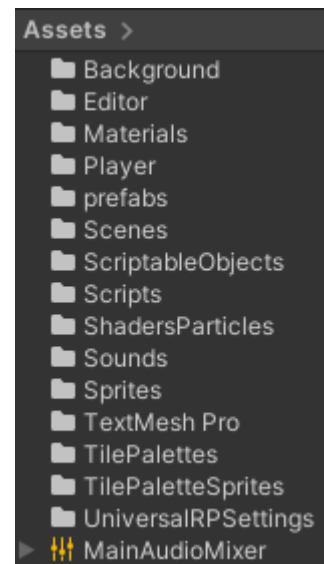 Assets >
Background
Editor
Materials
Player
prefabs
Scenes
ScriptableObjects
Scripts
ShadersParticles
Sounds
Sprites
TextMesh Pro
TilePalettes
TilePaletteSprites
UniversalRPSettings
MainAudioMixer